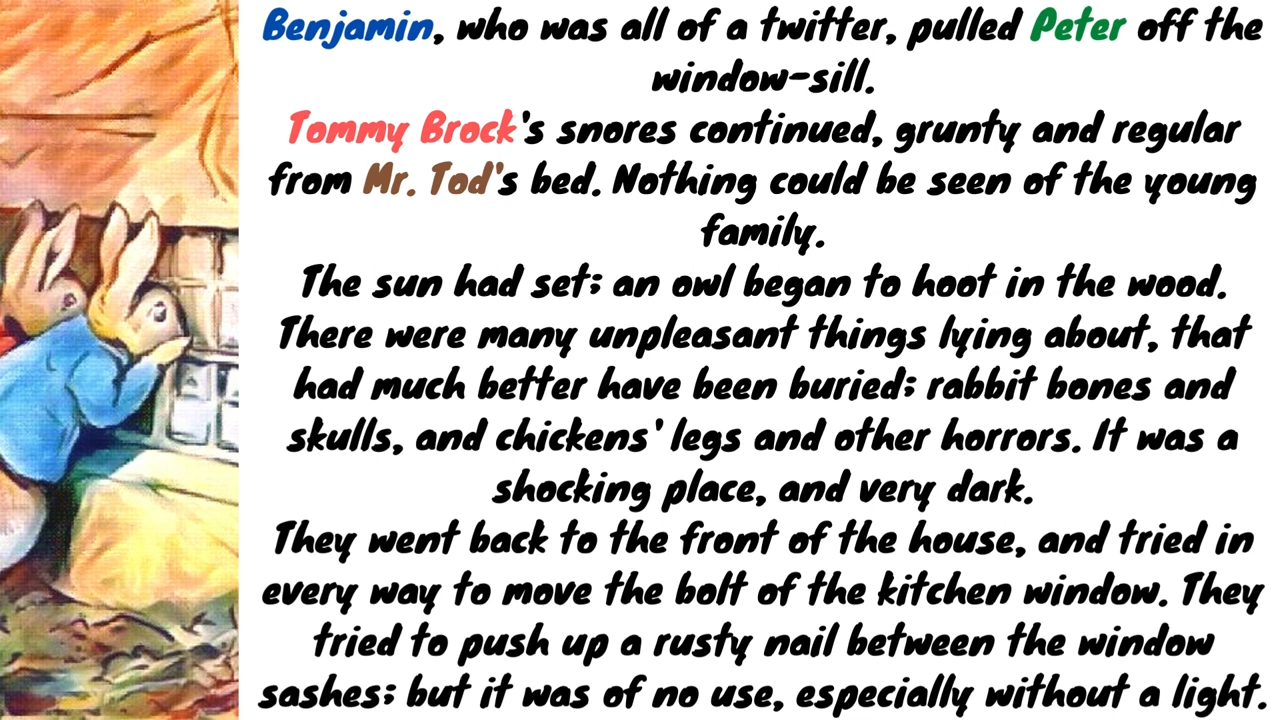 Benjamin, who was all of a twitter, pulled Peter off the
window-sill.
Tommy Brock's snores continued, grunty and regular
from Mr. Tod's bed. Nothing could be seen of the young
family.
The sun had set; an owl began to hoot in the wood.
There were many unpleasant things lying about, that
had much better have been buried; rabbit bones and
skulls, and chickens' legs and other horrors. It was a
shocking place, and very dark.
They went back to the front of the house, and tried in
every way to move the bolt of the kitchen window. They
tried to push up a rusty nail between the window
sashes; but it was of no use, especially without a light.